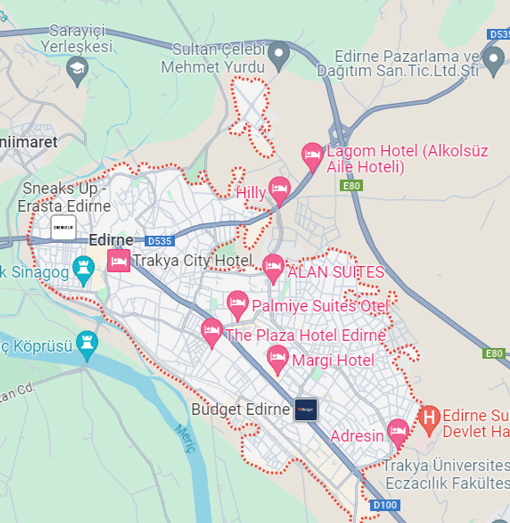 Sarayiçi
Yerleşkesi
Sultan Çelebi
Mehmet Yurdu
D535
Edirne Pazarlama ve
Dağıtım San.Tic.Ltd.Sti
niimaret
Lagom Hotel (Alkolsüz
Aile Hoteli)
E80
Hilly
Sneaks Up -
Erasta Edirne
Edirne
D535
Trakya City Hotel
k Sinagog
ALAN SUITES
Palmiye Suites Otel
The Plaza Hotel Edirne
ç Köprüsü
E80
Margi Hotel
tan Cd.
Budget Edirne
Edirne Su
Devlet Ha
Adresin
Meriç
Trakya Üniversites
Eczacılık Fakültes
D100